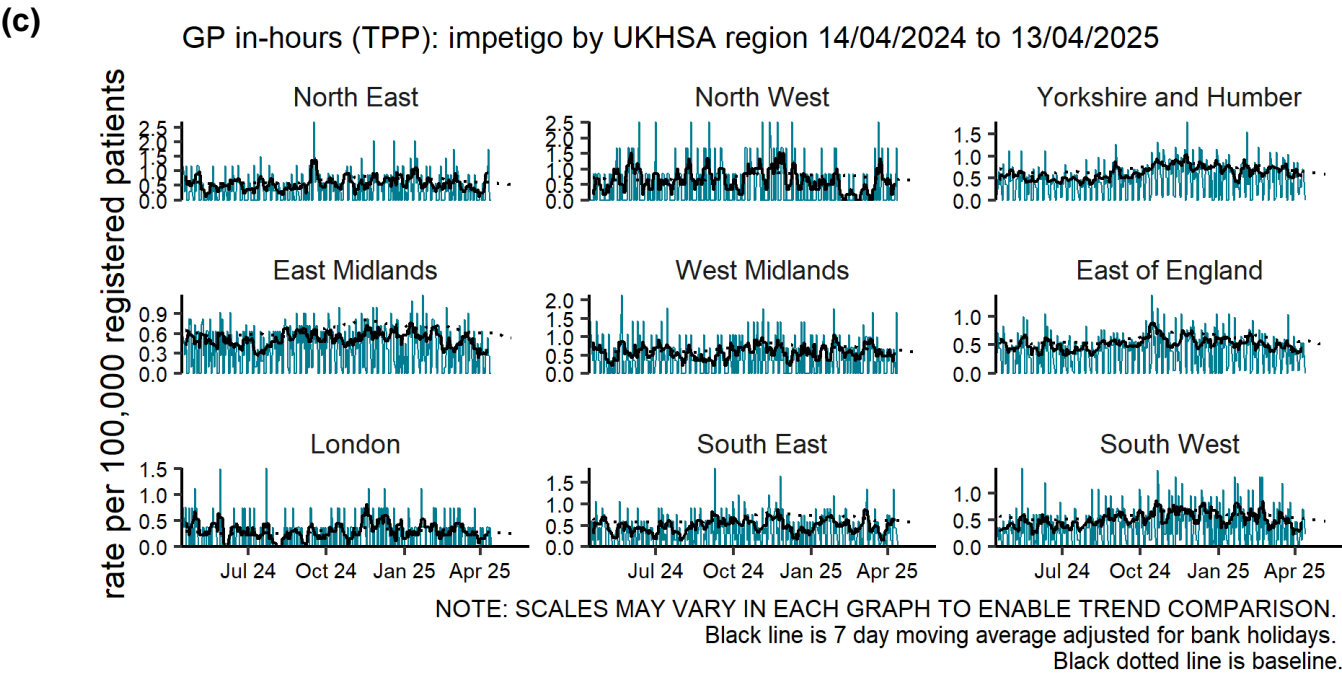 (c)
GP in-hours (TPP): impetigo by UKHSA region 14/04/2024 to 13/04/2025
rate per 100,000 registered patients
North East
2.5
2.0
1.5
1.0
0.5
0.0
North West
2.5
2.0
1.5
1.0
0.5
0.0
Yorkshire and Humber
1.5
1.0
0.5
0.0
East Midlands
0.9
0.6
0.3
0.0
West Midlands
2.0
1.5
1.0
0.5
0.0
East of England
1.0
0.5
0.0
London
1.5
1.0
0.5
0.0
Jul 24 Oct 24 Jan 25 Apr 25
South East
1.5
1.0
0.5
0.0
Jul 24 Oct 24 Jan 25 Apr 25
South West
1.0
0.5
0.0
Jul 24 Oct 24 Jan 25 Apr 25
NOTE: SCALES MAY VARY IN EACH GRAPH TO ENABLE TREND COMPARISON.
Black line is 7 day moving average adjusted for bank holidays.
Black dotted line is baseline.